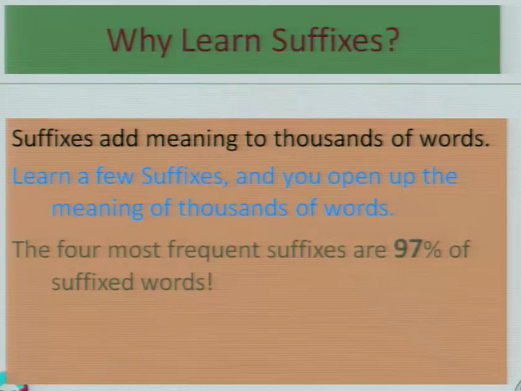 Why Learn Suffixes?
Suffixes add meaning to thousands of words.
Learn a few Suffixes, and you open up the
meaning of thousands of words.
The four most frequent suffixes are 97% of
suffixed words!